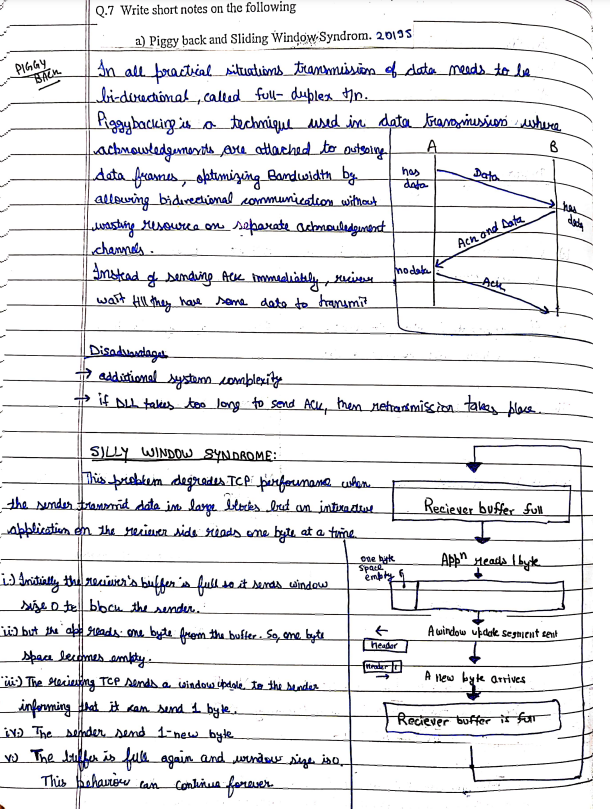 Q.7 Write short notes on the following
a) Piggy back and Sliding Window Syndrom. 2019S
PIGGY
BACK
In all practical situations transmission of data needs to be
bi-directional, called full-duplex t/n.
Piggybacking is a technique used in data transmission where
acknowledgements are attached to outgoing
data frames, optimizing Bandwidth by
allowing bidirectional communication without
wasting resource on separate acknowledgment
channels.
Instead of sending Ack immediately, reciever
wait till they have some data to transmit
A B
has
data
Data
has
data
Ack and Data
no data
Ack
Disadvantages
→ additional system complexity
→ if DLL takes too long to send Ack, then retransmission takes place.
SILLY WINDOW SYNDROME:
This problem degrades TCP performance when
the sender transmit data in large blocks but an interactive
application on the reciever side reads one byte at a time.
i.) Initially the reciever's buffer is full so it sends window
size 0 to block the sender.
ii.) but the app reads one byte from the buffer. So, one byte
space becomes empty.
iii.) The recieving TCP sends a window update to the sender
informing that it can send 1 byte.
iv.) The sender send 1-new byte
v.) The buffer is full again and window size is 0.
This behaviour can continue forever
Reciever buffer full
Appⁿ reads 1 byte
one byte
space
empty
A window update segment sent
Header
Header 1
A new byte arrives
Reciever buffer is full